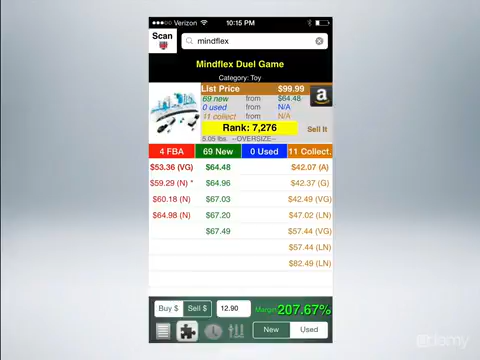 Verizon 10:15 PM
Scan
mindflex
Mindflex Duel Game
Category: Toy
List Price $99.99
69 new from $64.48
0 used from N/A
11 collect from N/A
Rank: 7,276
Sell It
5.05 lbs --OVERSIZE--
4 FBA 69 New 0 Used 11 Collect.
$53.36 (VG) $64.48 $42.07 (A)
$59.29 (N) * $64.96 $42.37 (G)
$60.18 (N) $67.03 $42.49 (VG)
$64.98 (N) $67.20 $47.02 (LN)
$67.49 $57.44 (VG)
$57.44 (LN)
$82.49 (LN)
Buy $ Sell $ 12.90 Margin 207.67%
New Used
udemy